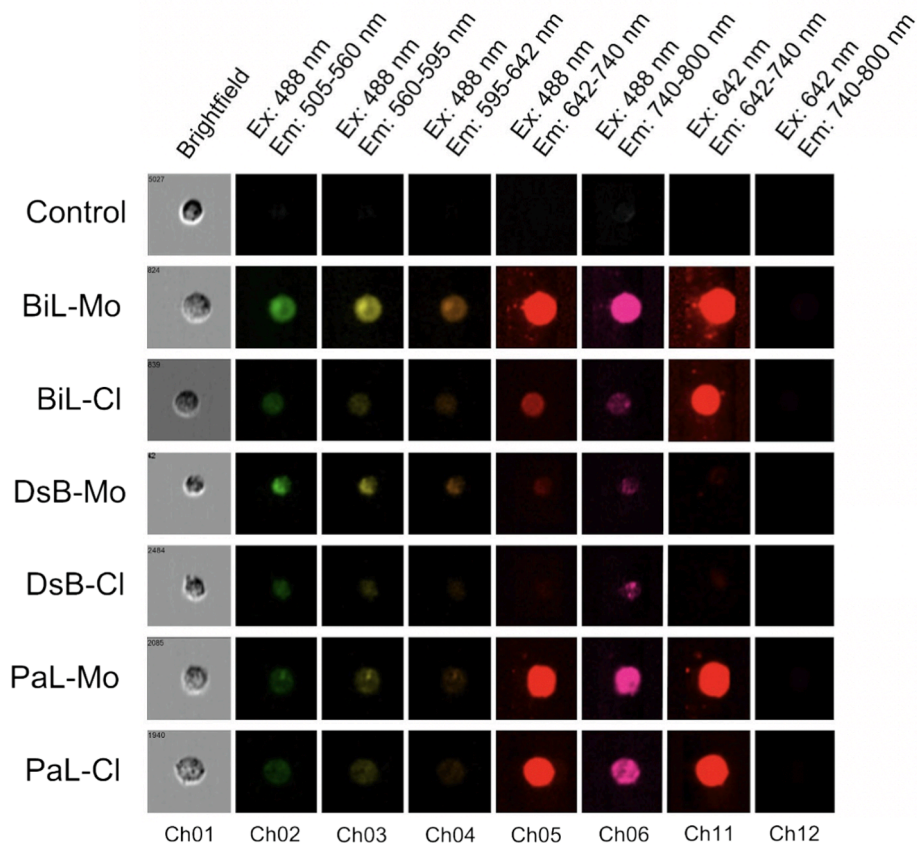 Brightfield
Ex: 488 nm
Em: 505-560 nm
Ex: 488 nm
Em: 560-595 nm
Ex: 488 nm
Em: 595-642 nm
Ex: 488 nm
Em: 642-740 nm
Ex: 488 nm
Em: 740-800 nm
Ex: 642 nm
Em: 642-740 nm
Ex: 642 nm
Em: 740-800 nm
Control
5027
BiL-Mo
824
BiL-Cl
839
DsB-Mo
42
DsB-Cl
2484
PaL-Mo
2085
PaL-Cl
1940
Ch01 Ch02 Ch03 Ch04 Ch05 Ch06 Ch11 Ch12